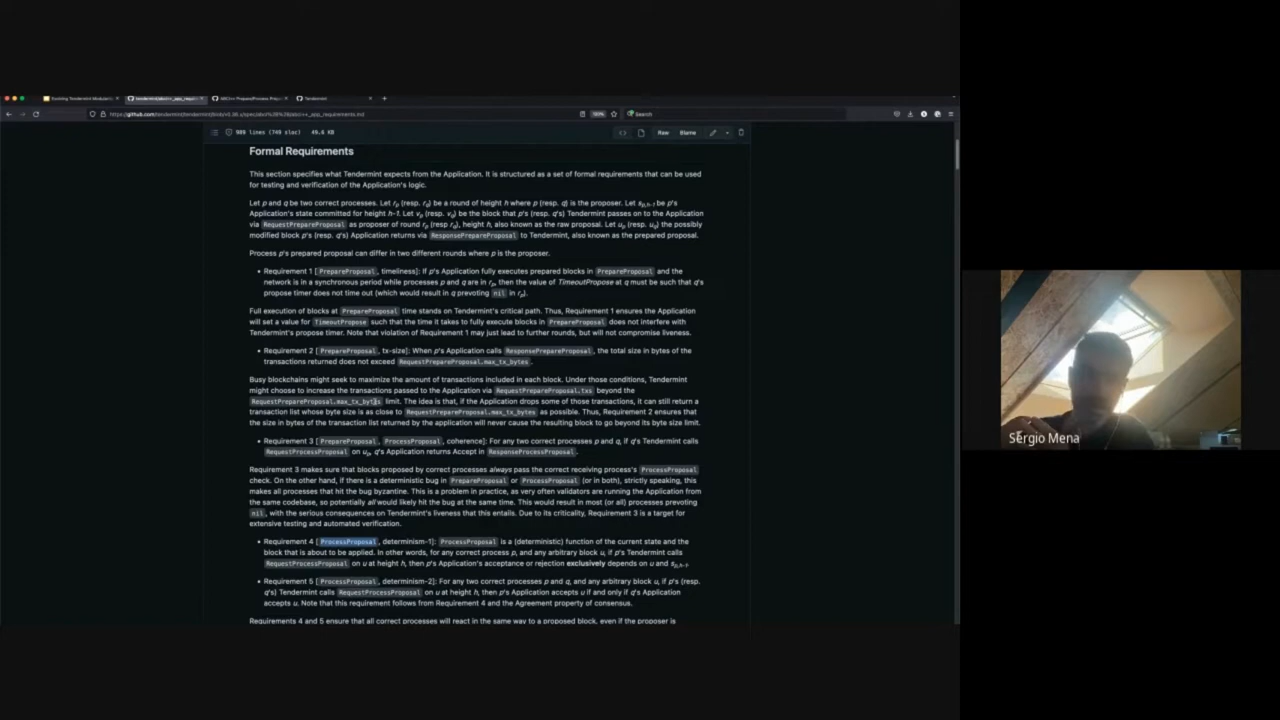 Evolving Tendermint Modularit
ABCI++ Prepare/Process Prop
Tendermint
Search
989 lines (749 sloc) 49.6 KB
Raw Blame
Formal Requirements
This section specifies what Tendermint expects from the Application. It is structured as a set of formal requirements that can be used
for testing and verification of the Application's logic.
Let p and q be two correct processes. Let rp (resp. rq) be a round of height h where p (resp. q) is the proposer. Let sp,h-1 be p's
Application's state committed for height h-1. Let vp (resp. vq) be the block that p's (resp. q's) Tendermint passes on to the Application
via RequestPrepareProposal as proposer of round rp (resp rq), height h, also known as the raw proposal. Let up (resp. uq) the possibly
modified block p's (resp. q's) Application returns via ResponsePrepareProposal to Tendermint, also known as the prepared proposal.
Process p's prepared proposal can differ in two different rounds where p is the proposer.
• Requirement 1 [PrepareProposal, timeliness]: If p's Application fully executes prepared blocks in PrepareProposal and the
network is in a synchronous period while processes p and q are in rp, then the value of TimeoutPropose at q must be such that q's
propose timer does not time out (which would result in q prevoting nil in rp).
Full execution of blocks at PrepareProposal time stands on Tendermint's critical path. Thus, Requirement 1 ensures the Application
will set a value for TimeoutPropose such that the time it takes to fully execute blocks in PrepareProposal does not interfere with
Tendermint's propose timer. Note that violation of Requirement 1 may just lead to further rounds, but will not compromise liveness.
• Requirement 2 [PrepareProposal, tx-size]: When p's Application calls ResponsePrepareProposal, the total size in bytes of the
transactions returned does not exceed RequestPrepareProposal.max_tx_bytes.
Busy blockchains might seek to maximize the amount of transactions included in each block. Under those conditions, Tendermint
might choose to increase the transactions passed to the Application via RequestPrepareProposal.txs beyond the
RequestPrepareProposal.max_tx_bytes limit. The idea is that, if the Application drops some of those transactions, it can still return a
transaction list whose byte size is as close to RequestPrepareProposal.max_tx_bytes as possible. Thus, Requirement 2 ensures that
the size in bytes of the transaction list returned by the application will never cause the resulting block to go beyond its byte size limit.
• Requirement 3 [PrepareProposal, ProcessProposal, coherence]: For any two correct processes p and q, if q's Tendermint calls
RequestProcessProposal on up, q's Application returns Accept in ResponseProcessProposal.
Requirement 3 makes sure that blocks proposed by correct processes always pass the correct receiving process's ProcessProposal
check. On the other hand, if there is a deterministic bug in PrepareProposal or ProcessProposal (or in both), strictly speaking, this
makes all processes that hit the bug byzantine. This is a problem in practice, as very often validators are running the Application from
the same codebase, so potentially all would likely hit the bug at the same time. This would result in most (or all) processes prevoting
nil, with the serious consequences on Tendermint's liveness that this entails. Due to its criticality, Requirement 3 is a target for
extensive testing and automated verification.
• Requirement 4 [ProcessProposal, determinism-1]: ProcessProposal is a (deterministic) function of the current state and the
block that is about to be applied. In other words, for any correct process p, and any arbitrary block u, if p's Tendermint calls
RequestProcessProposal on u at height h, then p's Application's acceptance or rejection exclusively depends on u and sp,h-1.
• Requirement 5 [ProcessProposal, determinism-2]: For any two correct processes p and q, and any arbitrary block u, if p's (resp.
q's) Tendermint calls RequestProcessProposal on u at height h, then p's Application accepts u if and only if q's Application
accepts u. Note that this requirement follows from Requirement 4 and the Agreement property of consensus.
Requirements 4 and 5 ensure that all correct processes will react in the same way to a proposed block, even if the proposer is
Sergio Mena